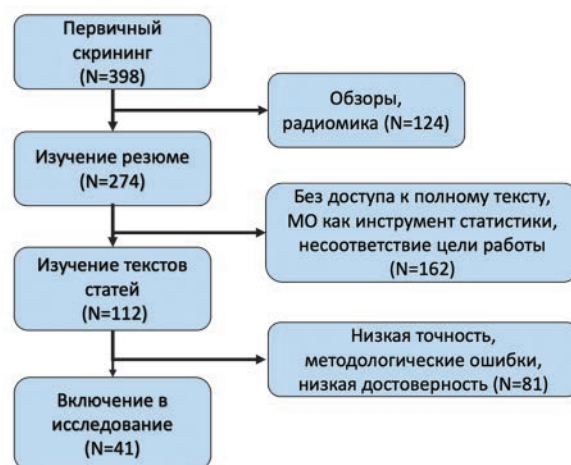 Первичный
скрининг
(N=398)
Обзоры,
радиомика (N=124)
Изучение резюме
(N=274)
Без доступа к полному тексту,
МО как инструмент статистики,
несоответствие цели работы
(N=162)
Изучение текстов
статей
(N=112)
Низкая точность,
методологические ошибки,
низкая достоверность (N=81)
Включение в
исследование
(N=41)